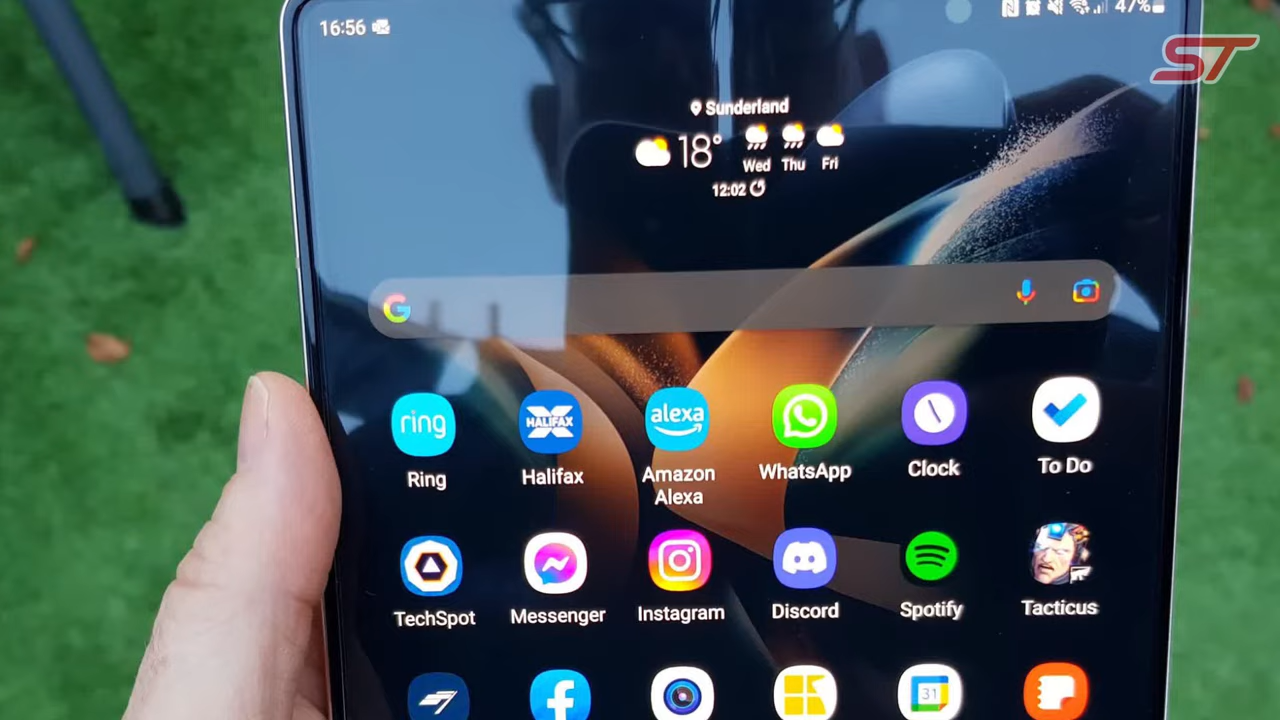 16:56
47%
ST
Sunderland
18°
Wed Thu Fri
12:02
G
ring
HALIFAX
alexa
Ring
Halifax
Amazon
Alexa
WhatsApp
Clock
To Do
TechSpot
Messenger
Instagram
Discord
Spotify
Tacticus
31